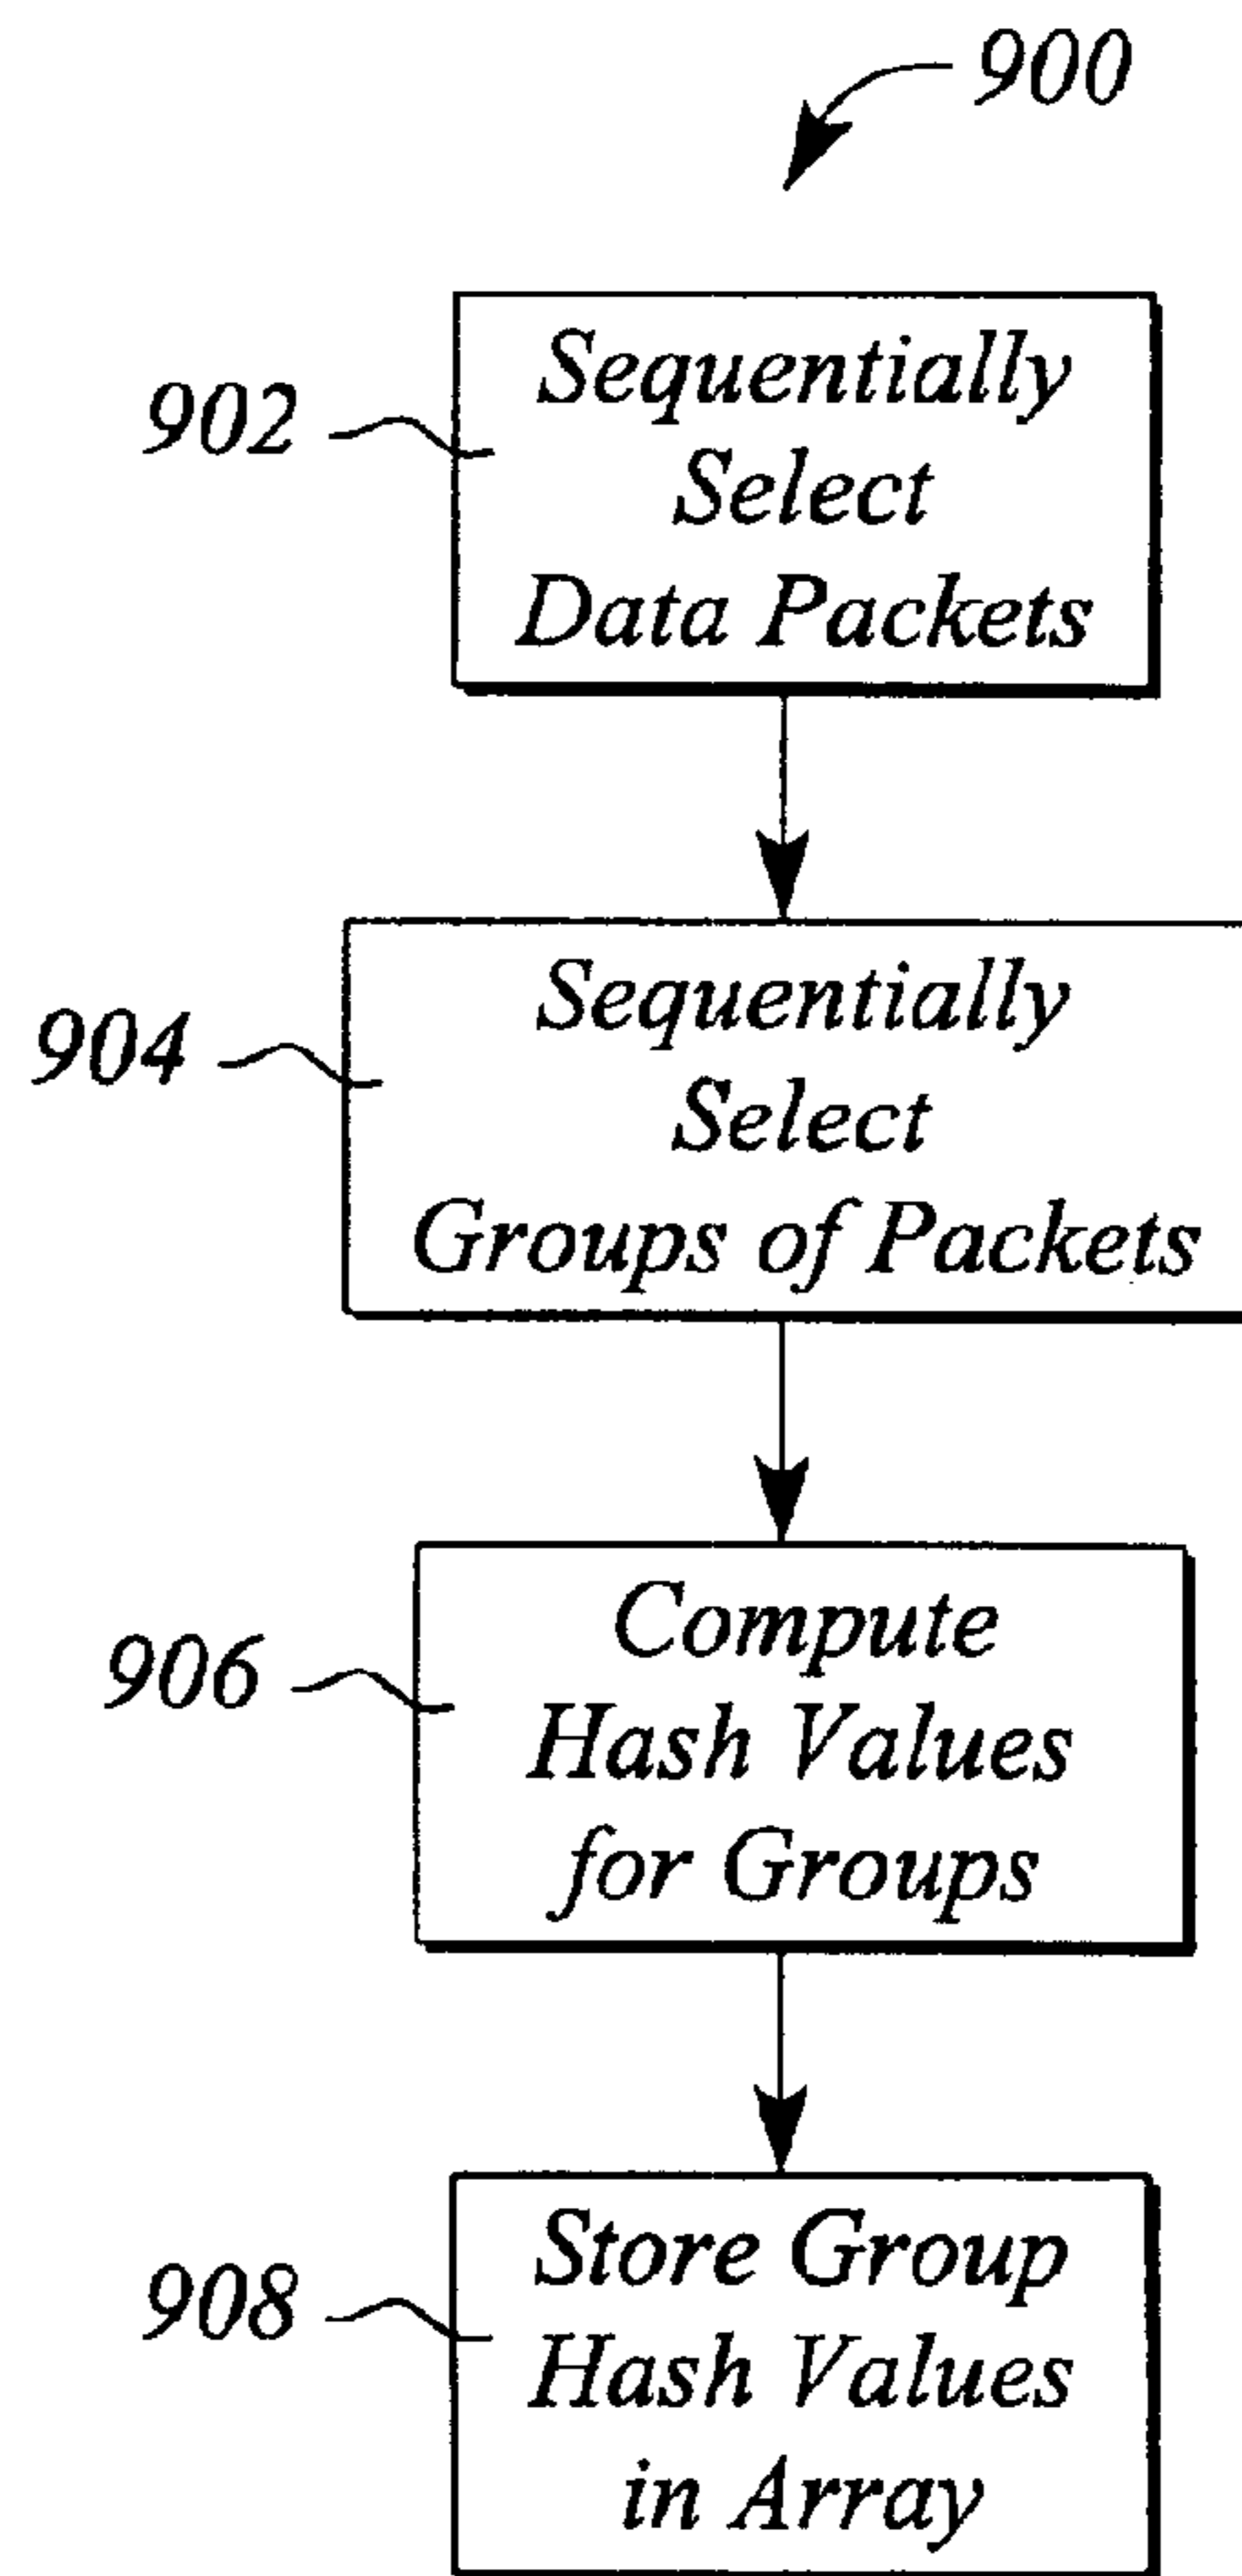 900
902
Sequentially
Select
Data Packets
904
Sequentially
Select
Groups of Packets
906
Compute
Hash Values
for Groups
908
Store Group
Hash Values
in Array